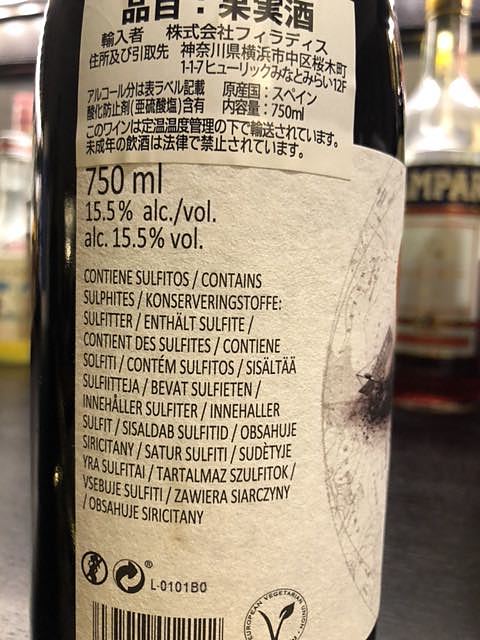 品目：果実酒
輸入者 株式会社フィラディス
住所及び引取先 神奈川県横浜市中区桜木町
1-1-7ヒューリックみなとみらい12F
アルコール分は表ラベル記載 原産国：スペイン
酸化防止剤(亜硫酸塩)含有 内容量：750ml
このワインは定温温度管理の下で輸送されています。
未成年の飲酒は法律で禁止されています。
750 ml
15.5% alc./vol.
alc. 15.5% vol.
CONTIENE SULFITOS / CONTAINS
SULPHITES / KONSERVERINGSTOFFE:
SULFITTER / ENTHÄLT SULFITE /
CONTIENT DES SULFITES / CONTIENE
SOLFITI / CONTÉM SULFITOS / SISÄLTÄÄ
SULFIITTEJA / BEVAT SULFIETEN /
INNEHÅLLER SULFITER / INNEHALLER
SULFIT / SISALDAB SULFITID / OBSAHUJE
SIRICITANY / SATUR SULFITI / SUDĖTYJE
YRA SULFITAI / TARTALMAZ SZULFITOK /
VSEBUJE SULFITI / ZAWIERA SIARCZYNY
/ OBSAHUJE SIRICITANY
®
L-0101B0
EUROPEAN VEGETARIAN UNION
AMPAR